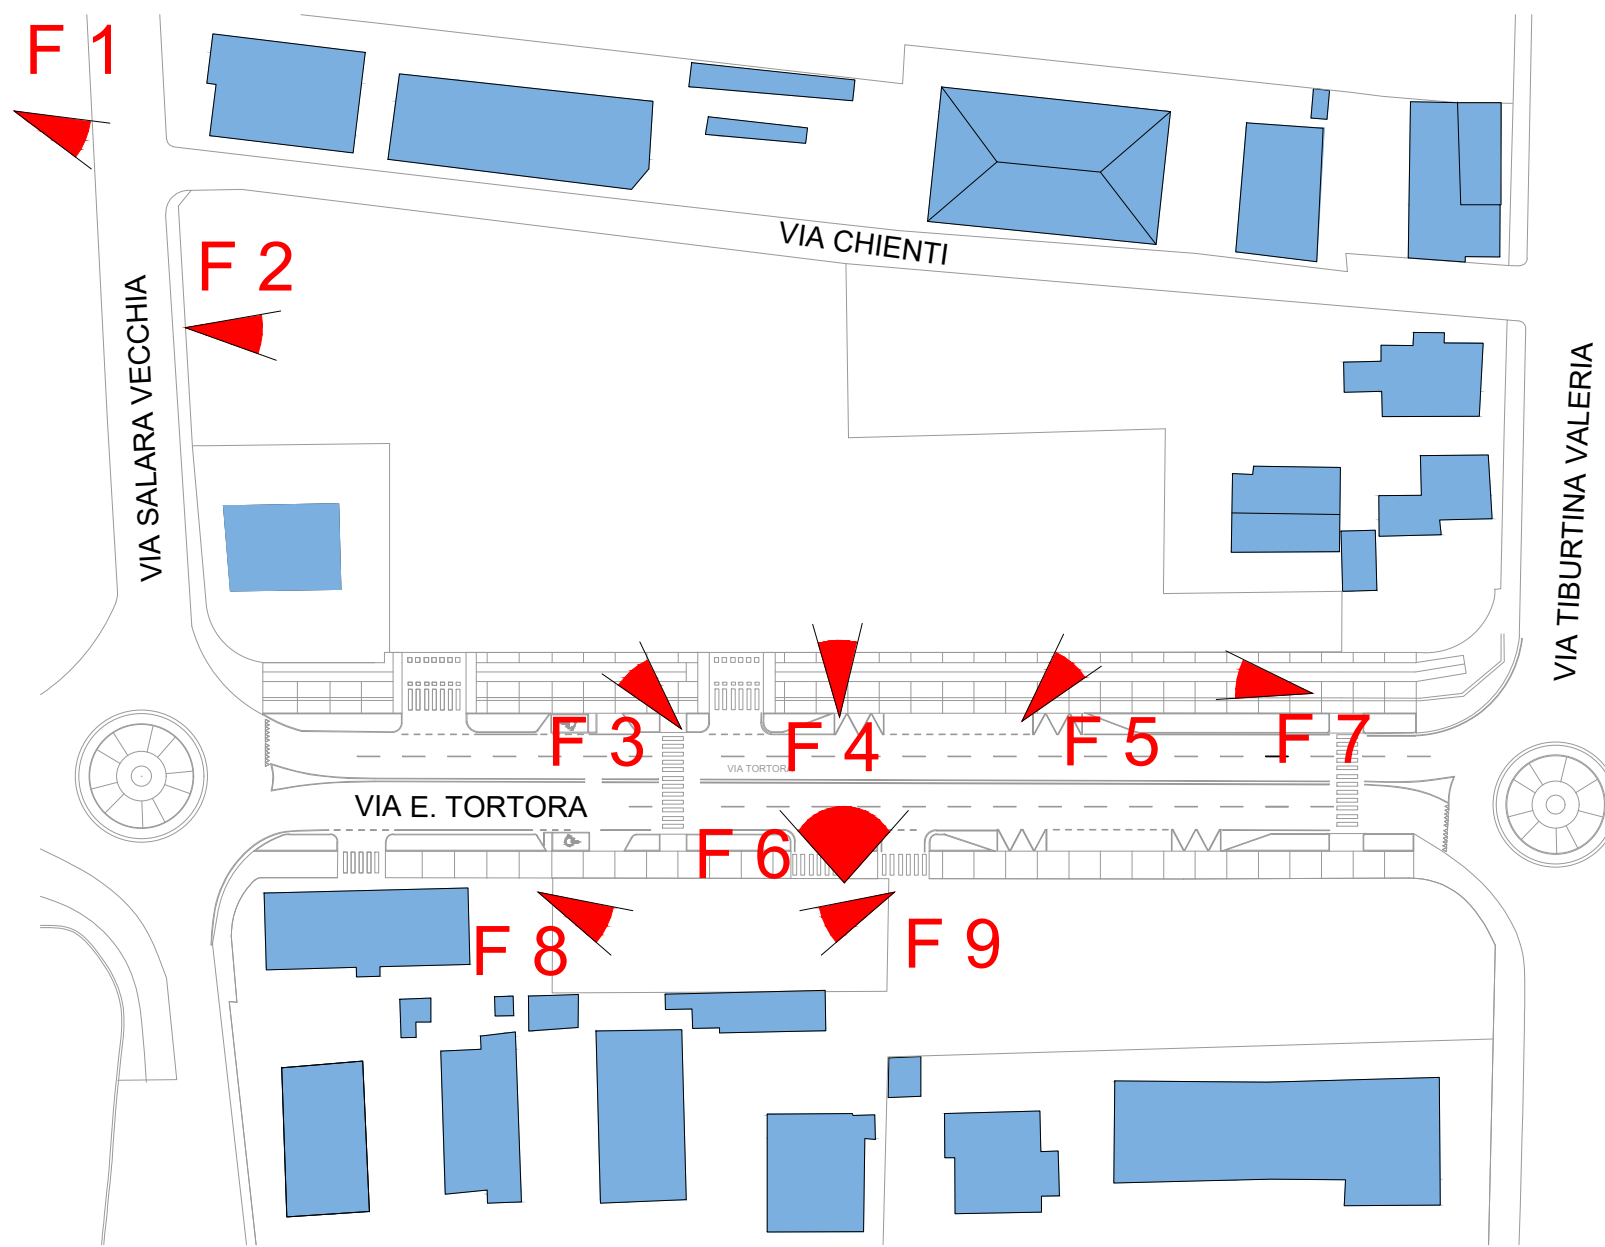 F 1
VIA CHIENTI
F 2
VIA SALARA VECCHIA
VIA TIBURTINA VALERIA
F 3
F 4
F 5
F 7
VIA TORTORA
VIA E. TORTORA
F 6
F 8
F 9